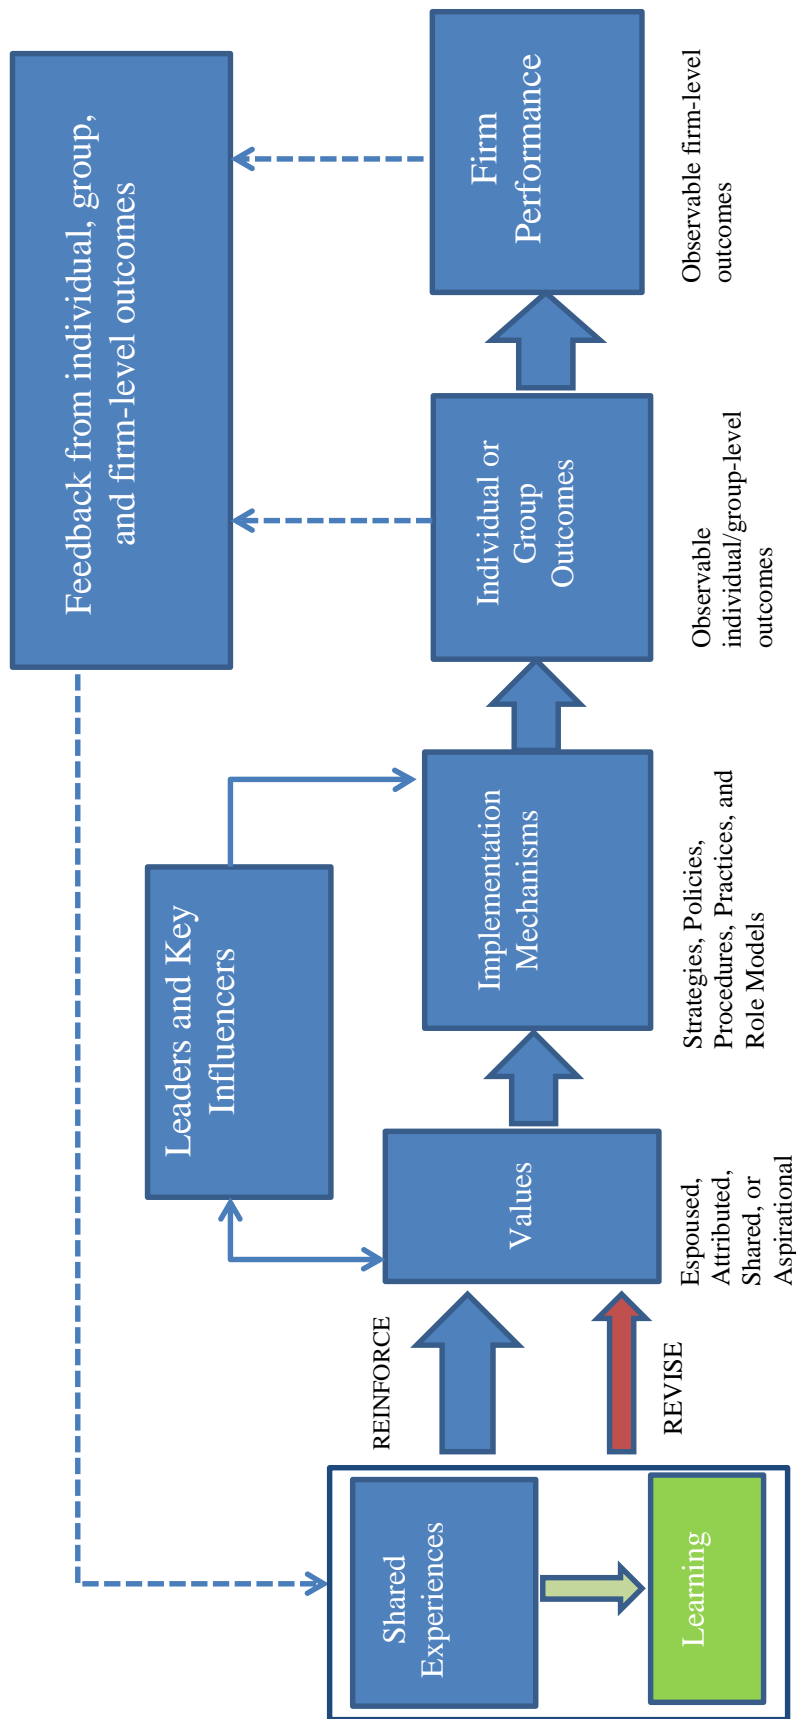 Feedback from individual, group,
and firm-level outcomes
Leaders and Key
Influencers
Shared
Experiences
Learning
REINFORCE
REVISE
Values
Espoused,
Attributed,
Shared, or
Aspirational
Implementation
Mechanisms
Strategies, Policies,
Procedures, Practices, and
Role Models
Individual or
Group
Outcomes
Observable
individual/group-level
outcomes
Firm
Performance
Observable firm-level
outcomes